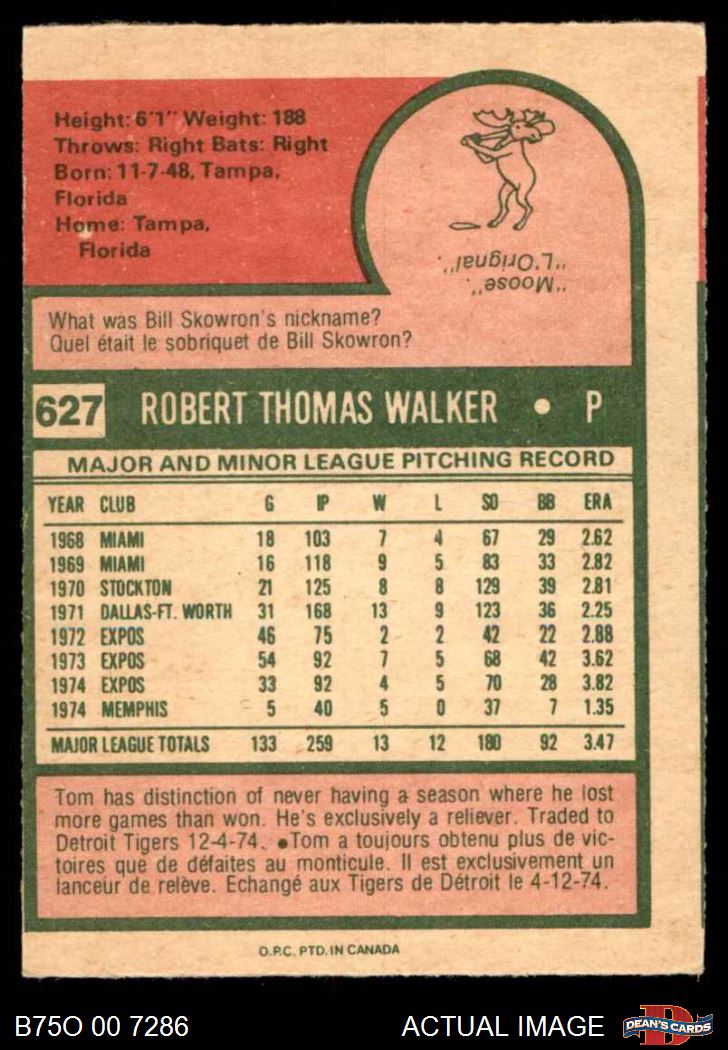 Height: 6'1" Weight: 188
Throws: Right Bats: Right
Born: 11-7-48, Tampa,
Florida
Home: Tampa,
Florida
"Moose".
"L'Orignal".
What was Bill Skowron's nickname?
Quel était le sobriquet de Bill Skowron?
627 ROBERT THOMAS WALKER • P
MAJOR AND MINOR LEAGUE PITCHING RECORD
YEAR CLUB G IP W L SO BB ERA
1968 MIAMI 18 103 7 4 67 29 2.62
1969 MIAMI 16 118 9 5 83 33 2.82
1970 STOCKTON 21 125 8 8 129 39 2.81
1971 DALLAS-FT. WORTH 31 168 13 9 123 36 2.25
1972 EXPOS 46 75 2 2 42 22 2.88
1973 EXPOS 54 92 7 5 68 42 3.62
1974 EXPOS 33 92 4 5 70 28 3.82
1974 MEMPHIS 5 40 5 0 37 7 1.35
MAJOR LEAGUE TOTALS 133 259 13 12 180 92 3.47
Tom has distinction of never having a season where he lost
more games than won. He's exclusively a reliever. Traded to
Detroit Tigers 12-4-74. •Tom a toujours obtenu plus de vic-
toires que de défaites au monticule. Il est exclusivement un
lanceur de relève. Echangé aux Tigers de Détroit le 4-12-74.
O.P.C. PTD. IN CANADA
B75O 00 7286 ACTUAL IMAGE DEAN'S CARDS